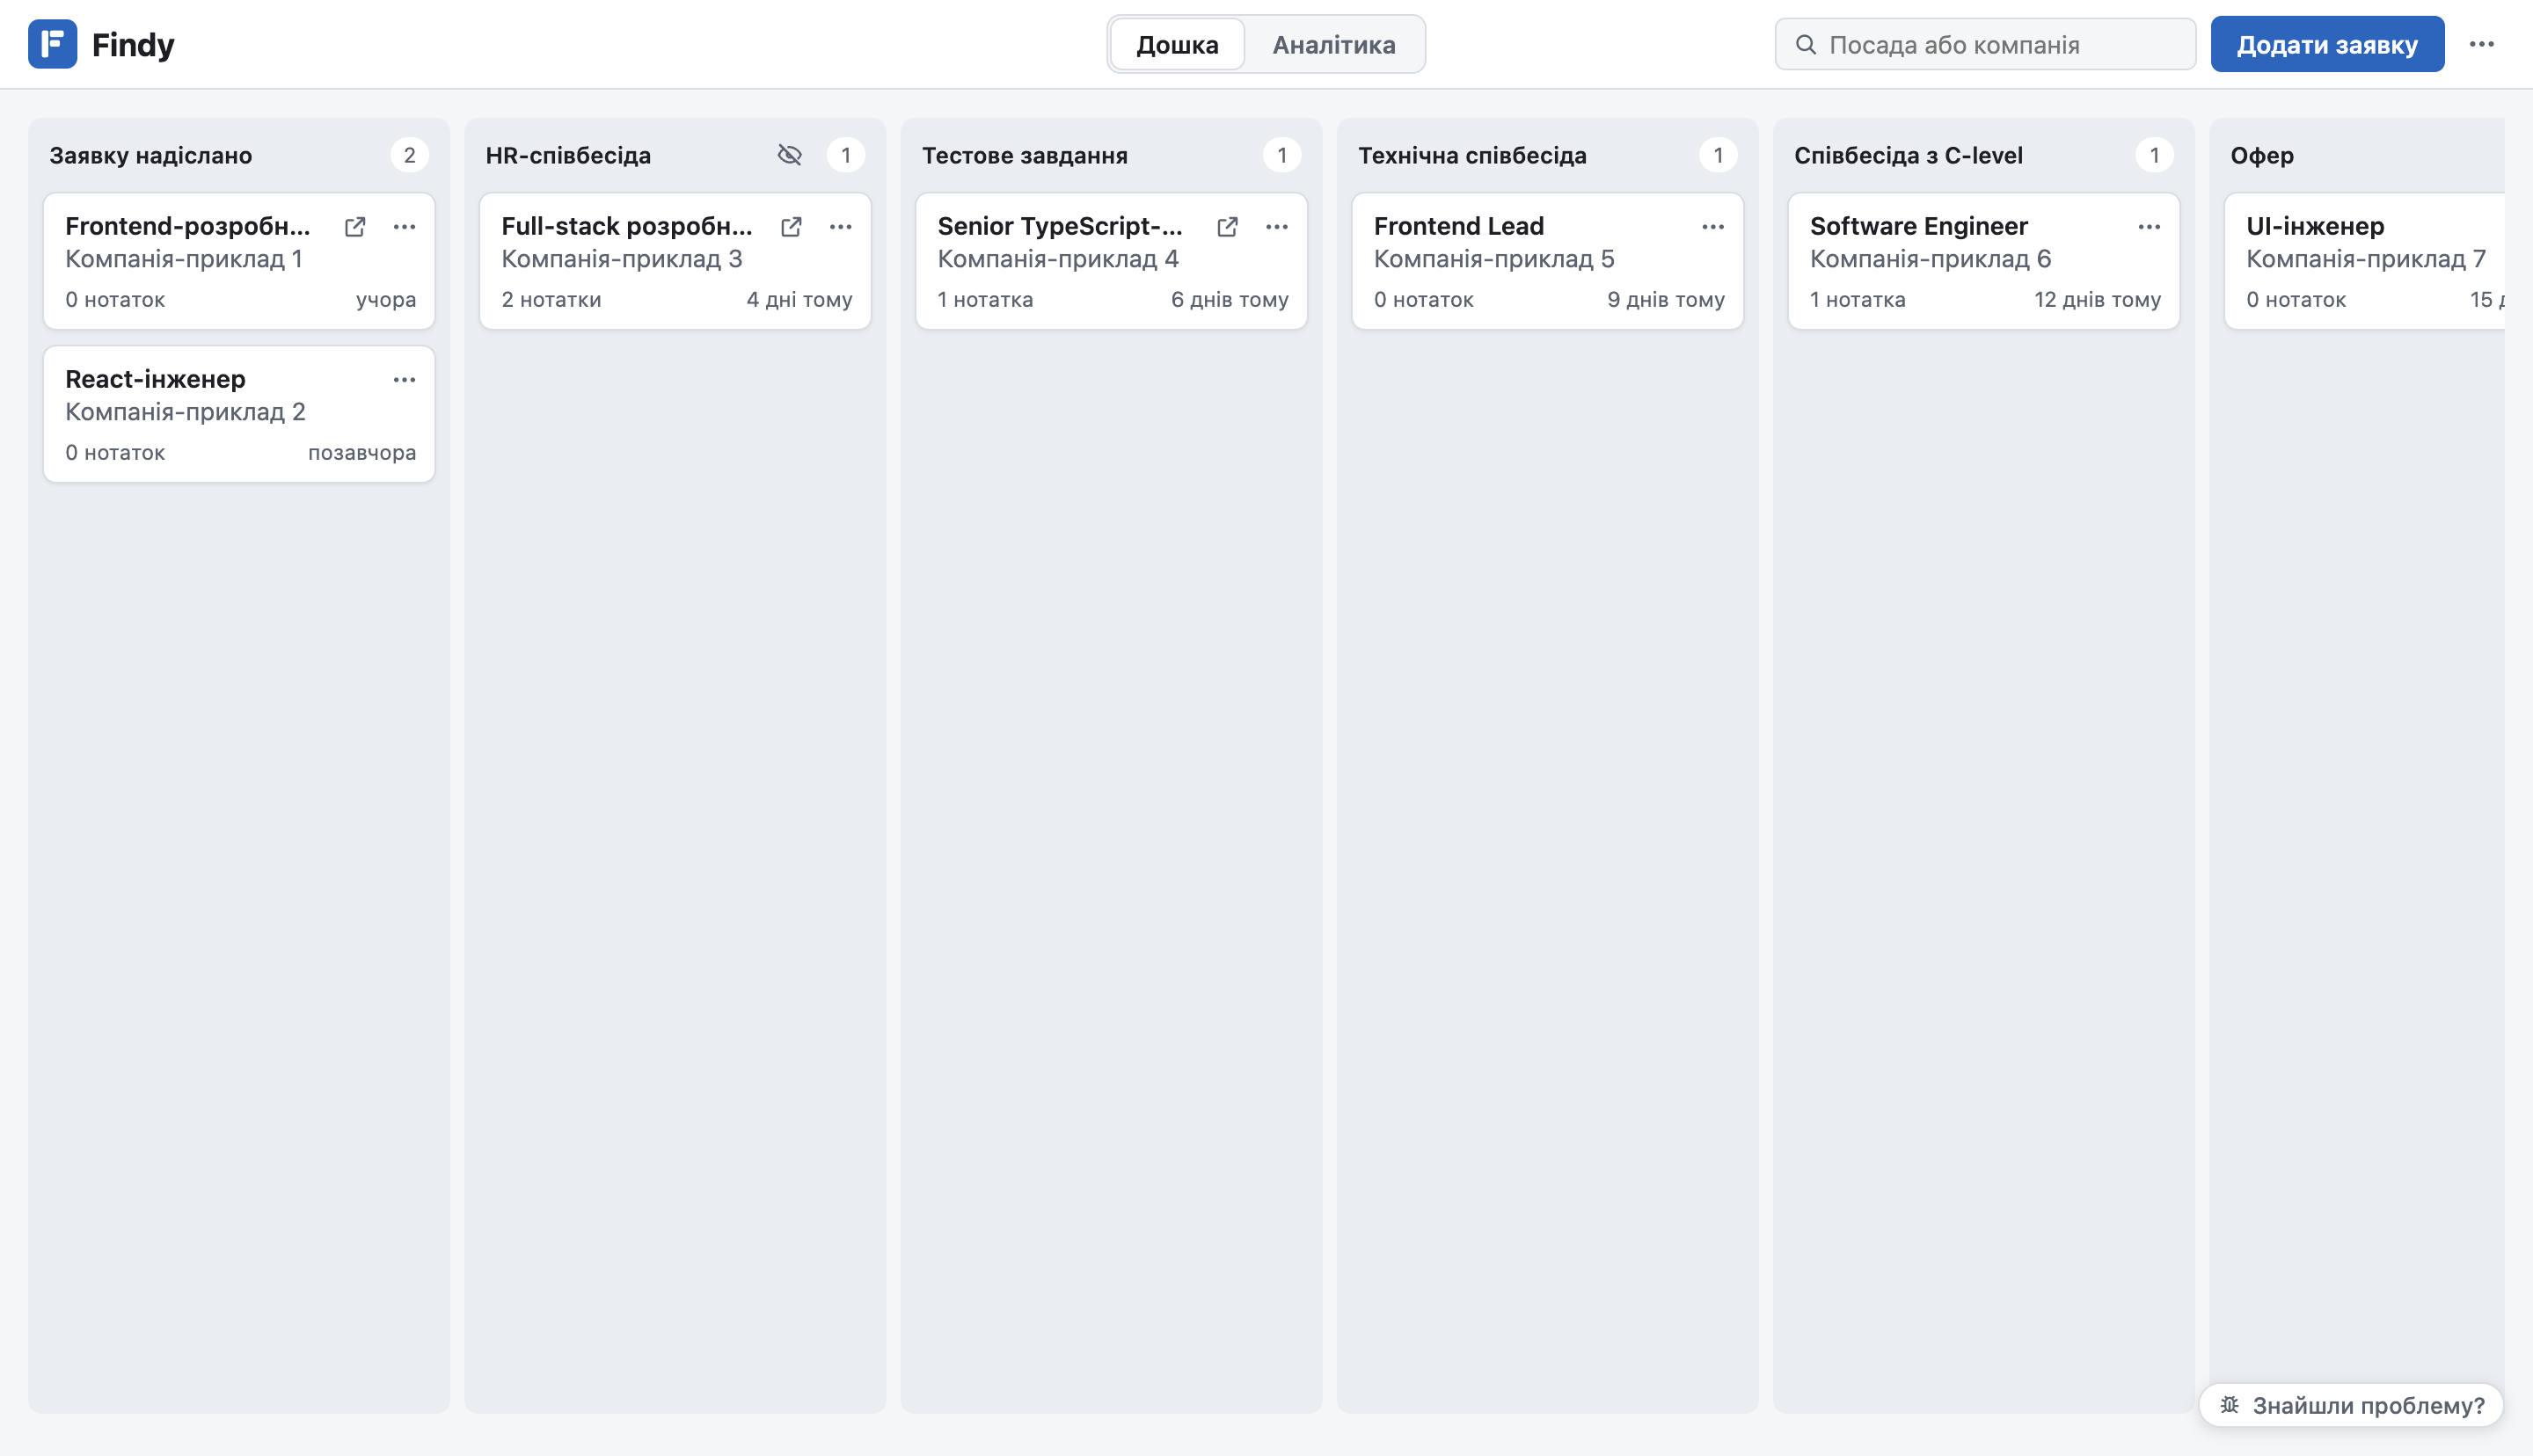 Findy
Дошка
Аналітика
Посада або компанія
Додати заявку
Заявку надіслано
2
Frontend-розробн...
Компанія-приклад 1
0 нотаток
учора
React-інженер
Компанія-приклад 2
0 нотаток
позавчора
HR-співбесіда
1
Full-stack розробн...
Компанія-приклад 3
2 нотатки
4 дні тому
Тестове завдання
1
Senior TypeScript-...
Компанія-приклад 4
1 нотатка
6 днів тому
Технічна співбесіда
1
Frontend Lead
Компанія-приклад 5
0 нотаток
9 днів тому
Співбесіда з C-level
1
Software Engineer
Компанія-приклад 6
1 нотатка
12 днів тому
Офер
UI-інженер
Компанія-приклад 7
0 нотаток
15
Знайшли проблему?